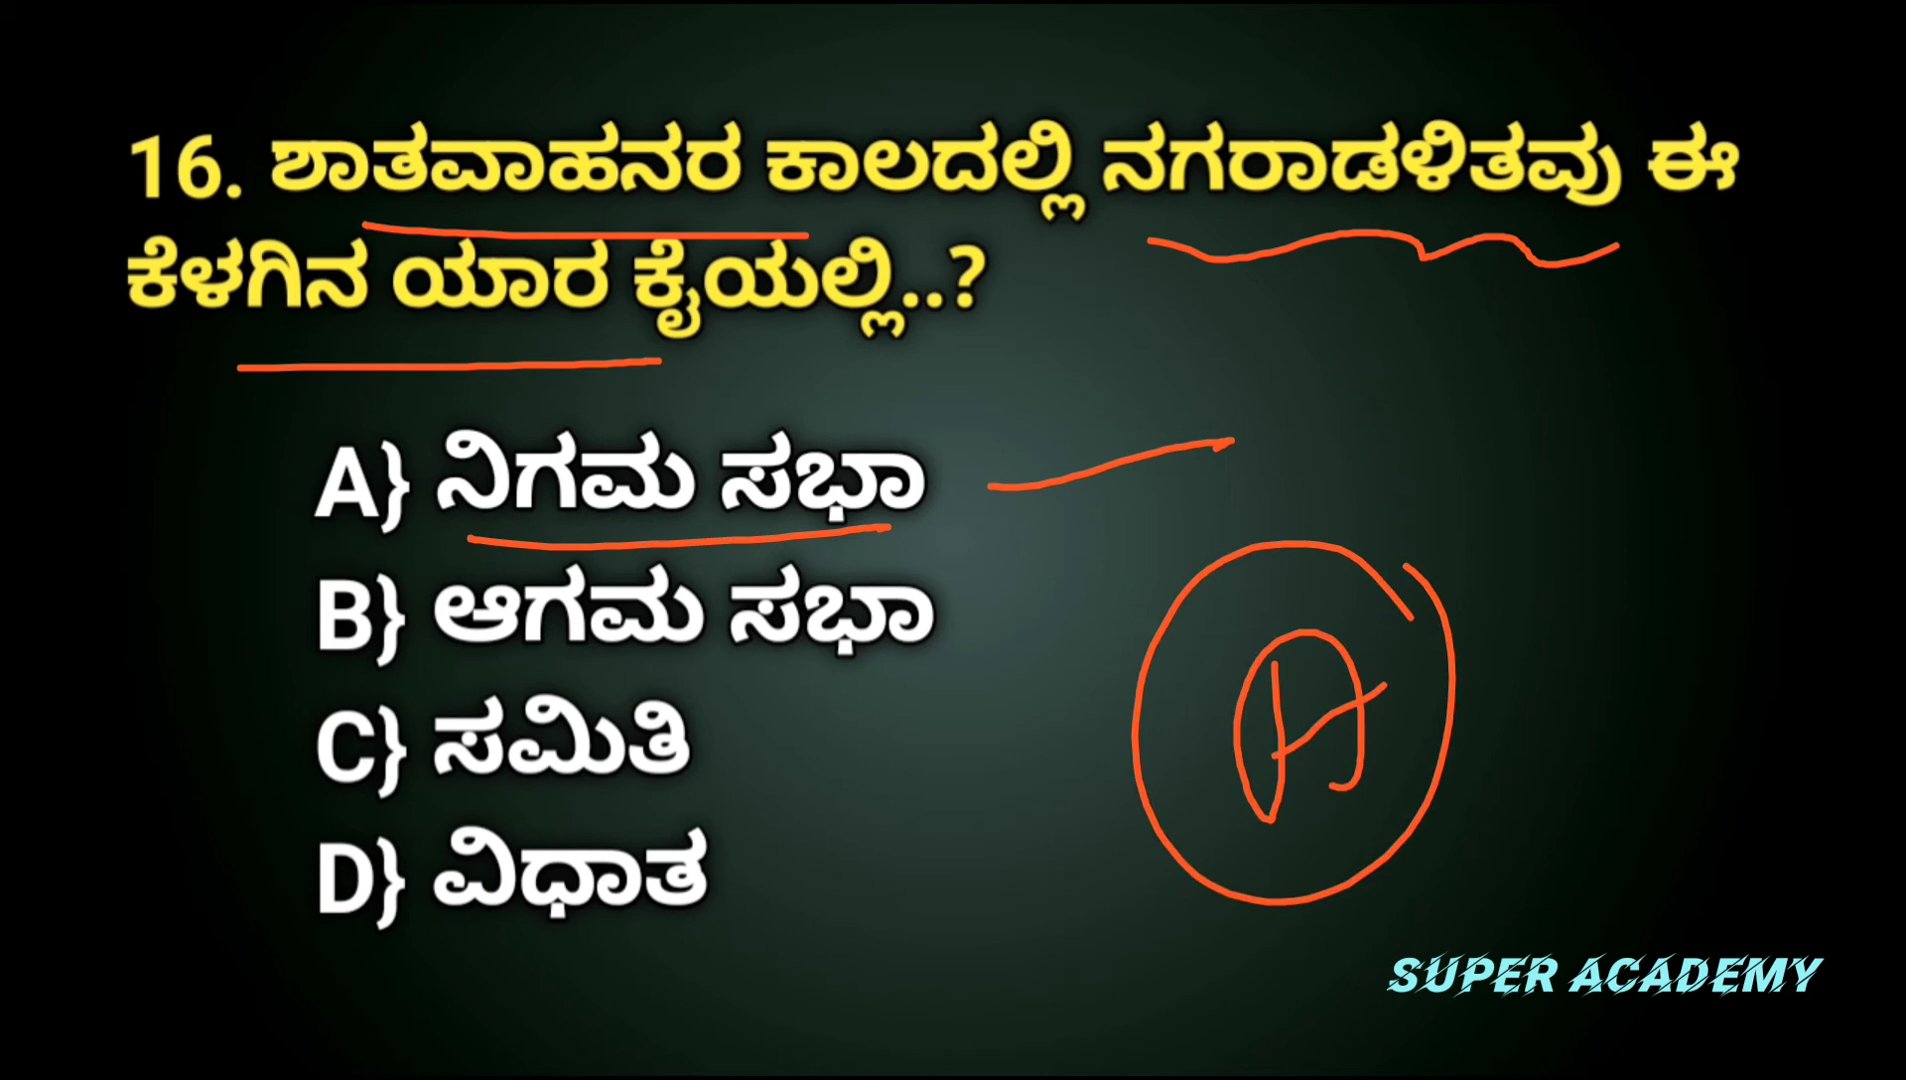 16. ಶಾತವಾಹನರ ಕಾಲದಲ್ಲಿ ನಗರಾಡಳಿತವು ಈ
ಕೆಳಗಿನ ಯಾರ ಕೈಯಲ್ಲಿ..?
A} ನಿಗಮ ಸಭಾ
B} ಆಗಮ ಸಭಾ
C} ಸಮಿತಿ
D} ವಿಧಾತ
A
SUPER ACADEMY